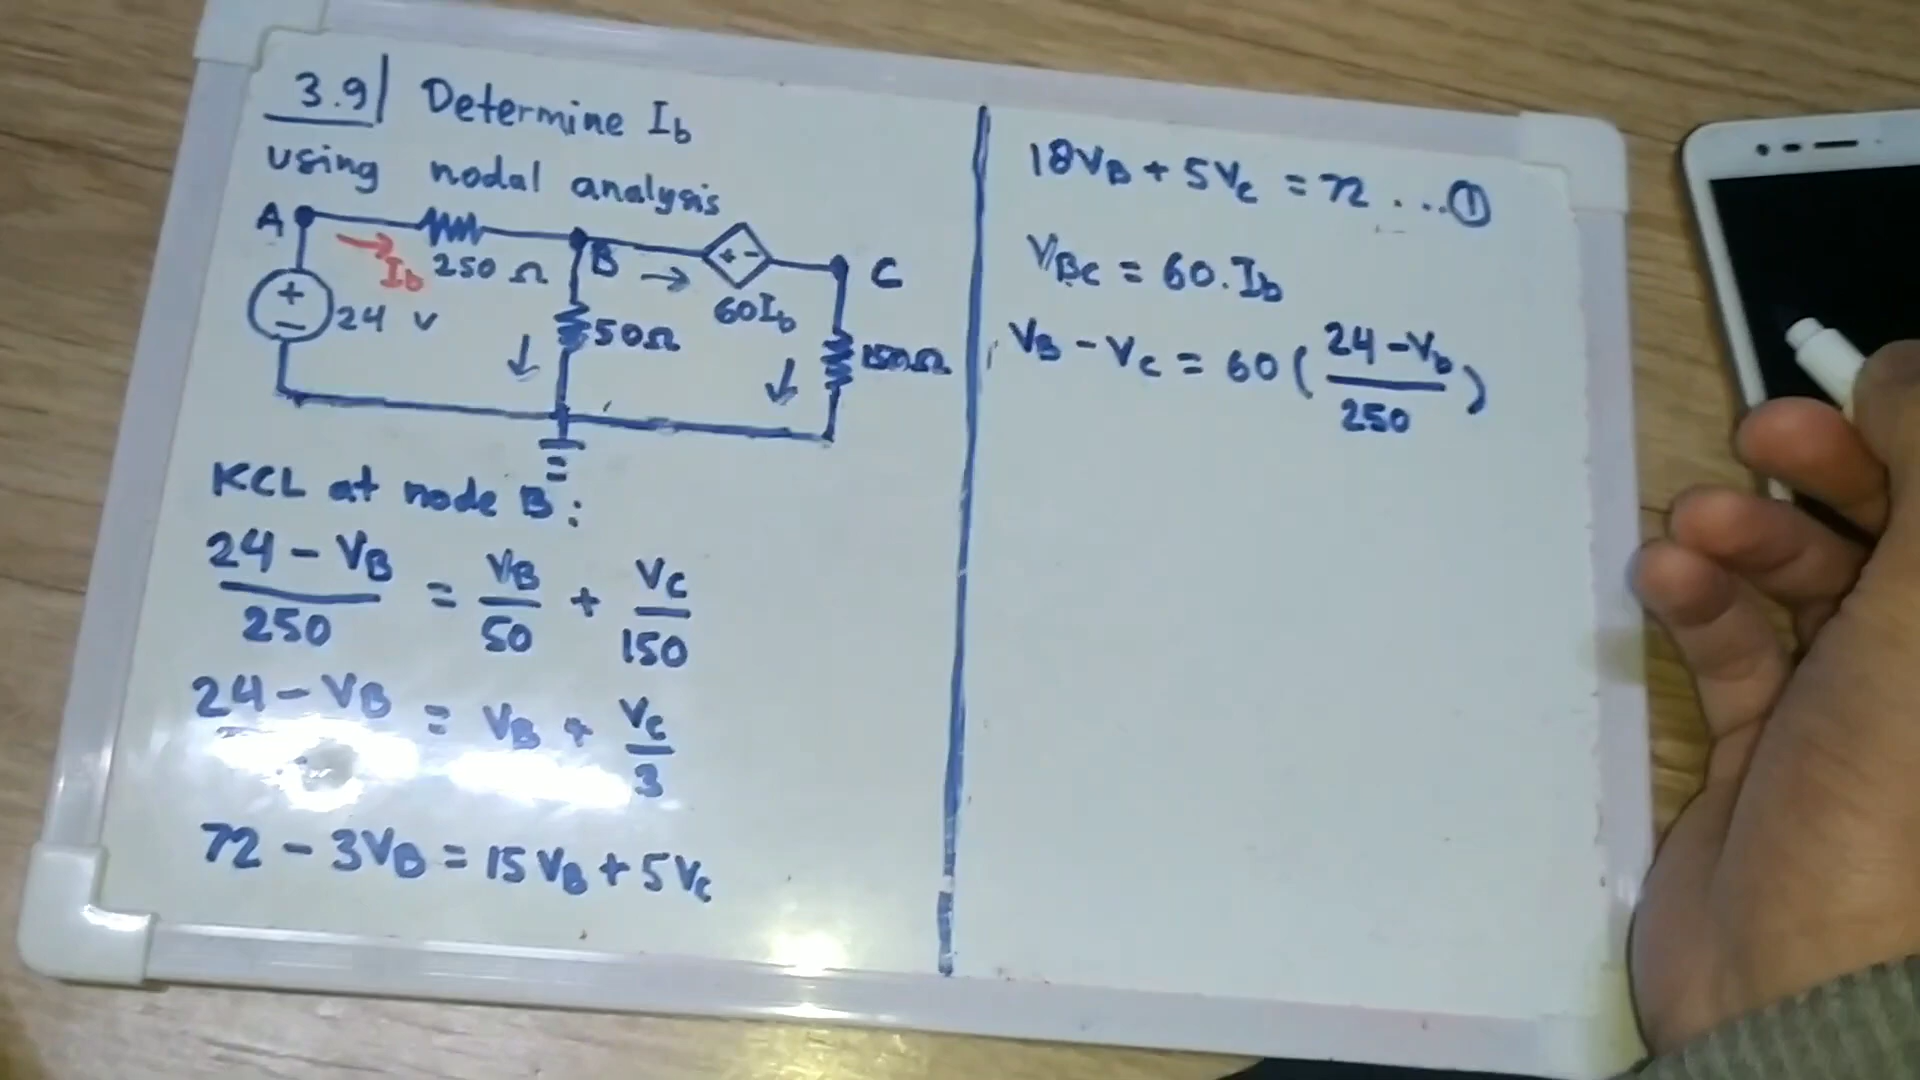 3.9 Determine Ib
using nodal analysis
A
Ib
250 Ω
B
+ -
C
60Ib
+
-
24 v
50Ω
150Ω
KCL at node B:
24 - VB / 250 = VB / 50 + VC / 150
24 - VB = VB + VC / 3
72 - 3VB = 15VB + 5VC
18VB + 5VC = 72 ... ①
VBC = 60.Ib
VB - VC = 60 ( 24 - Vb / 250 )